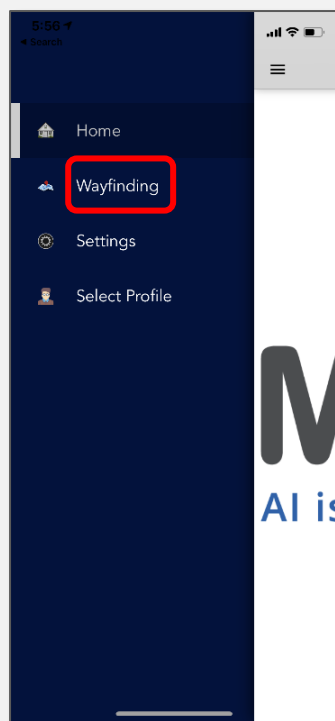 5:56
◂ Search
Home
Wayfinding
Settings
Select Profile
M
AI is